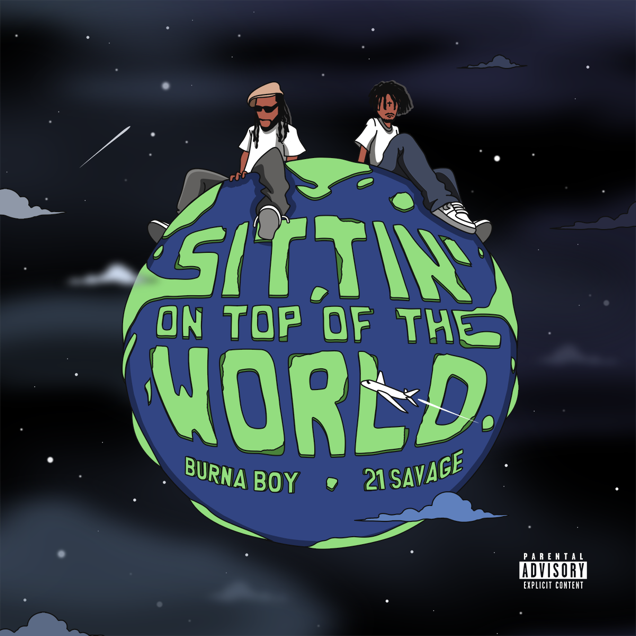 SITTIN'
ON TOP OF THE
WORLD.
BURNA BOY • 21 SAVAGE
PARENTAL
ADVISORY
EXPLICIT CONTENT